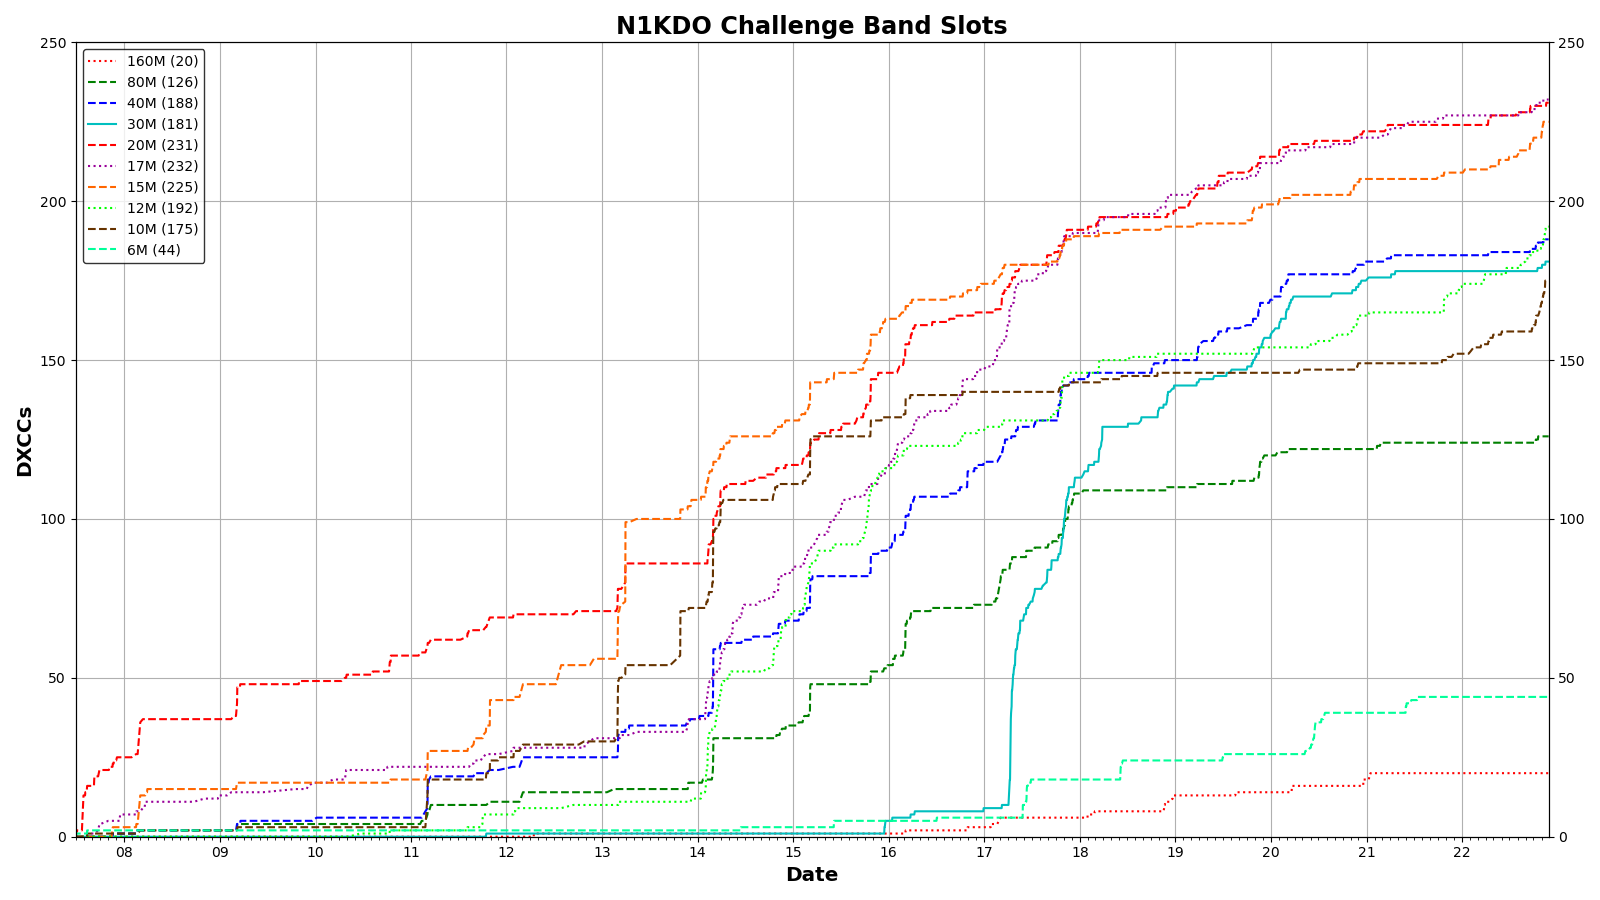 N1KDO Challenge Band Slots
250
200
150
100
50
0
DXCCs
160M (20)
80M (126)
40M (188)
30M (181)
20M (231)
17M (232)
15M (225)
12M (192)
10M (175)
6M (44)
250
200
150
100
50
0
08 09 10 11 12 13 14 15 16 17 18 19 20 21 22
Date